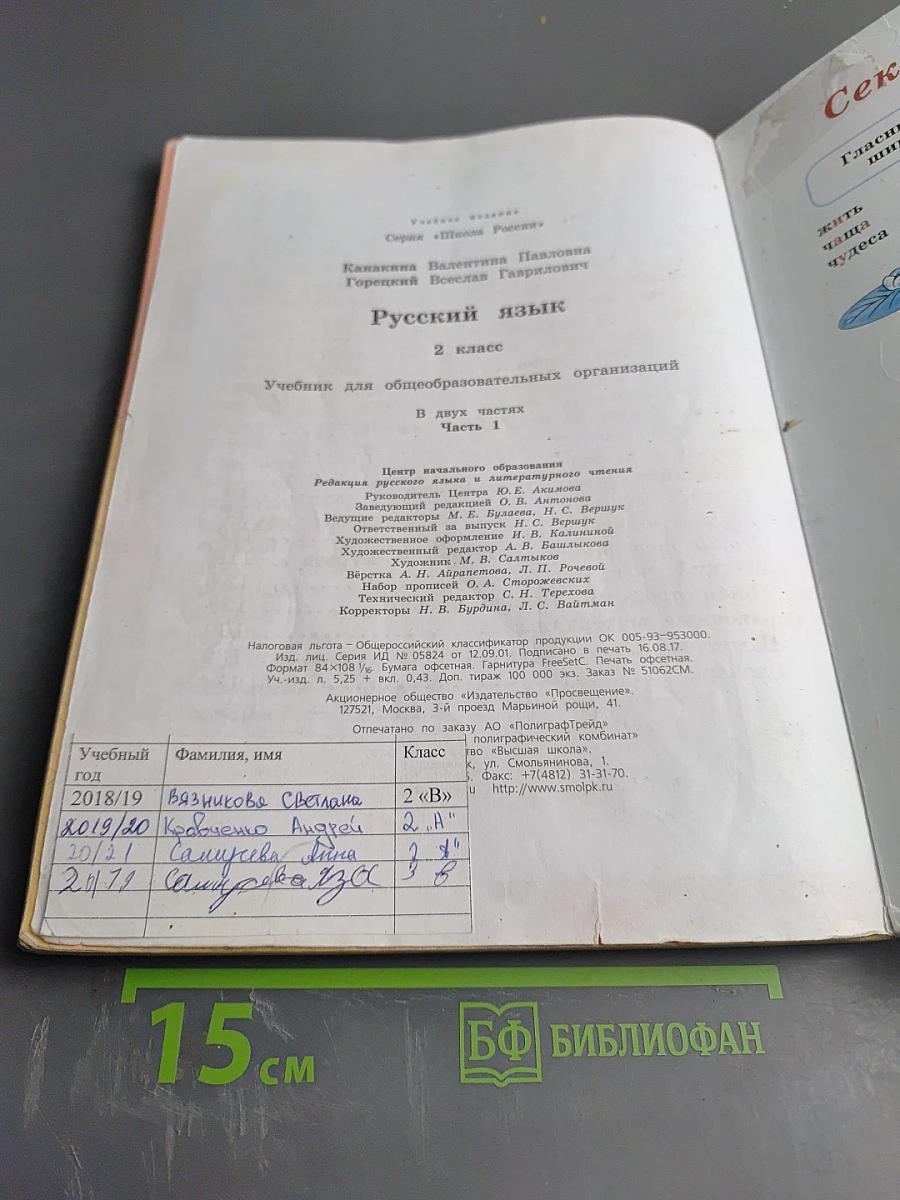 Учебное издание
Серия «Школа России»
Канакина Валентина Павловна
Горецкий Всеслав Гаврилович
Русский язык
2 класс
Учебник для общеобразовательных организаций
В двух частях
Часть 1
Центр начального образования
Редакция русского языка и литературного чтения
Руководитель Центра Ю. Е. Акимова
Заведующий редакцией О. В. Антонова
Ведущие редакторы М. Е. Булаева, Н. С. Вершук
Ответственный за выпуск Н. С. Вершук
Художественное оформление И. В. Калининой
Художественный редактор А. В. Башлыкова
Художник М. В. Салтыков
Вёрстка А. Н. Айрапетова, Л. П. Рочевой
Набор прописей О. А. Сторожевских
Технический редактор С. Н. Терехова
Корректоры Н. В. Бурдина, Л. С. Вайтман
Налоговая льгота – Общероссийский классификатор продукции ОК 005-93–953000.
Изд. лиц. Серия ИД № 05824 от 12.09.01. Подписано в печать 16.08.17.
Формат 84×108 1/16. Бумага офсетная. Гарнитура FreeSetC. Печать офсетная.
Уч.-изд. л. 5,25 + вкл. 0,43. Доп. тираж 100 000 экз. Заказ № 51062СМ.
Акционерное общество «Издательство «Просвещение».
127521, Москва, 3-й проезд Марьиной рощи, 41.
Отпечатано по заказу АО «ПолиграфТрейд»
полиграфический комбинат»
тво «Высшая школа».
к, ул. Смольянинова, 1.
Факс: +7(4812) 31-31-70.
u http://www.smolpk.ru
Учебный год Фамилия, имя Класс
2018/19 Вязникова Светлана 2 «В»
2019/20 Кравченко Андрей 2 „А"
20/21 Анна
3 в
Сек
Гласн
ши
жить
чаща
чудеса
15 см
БФ БИБЛИОФАН